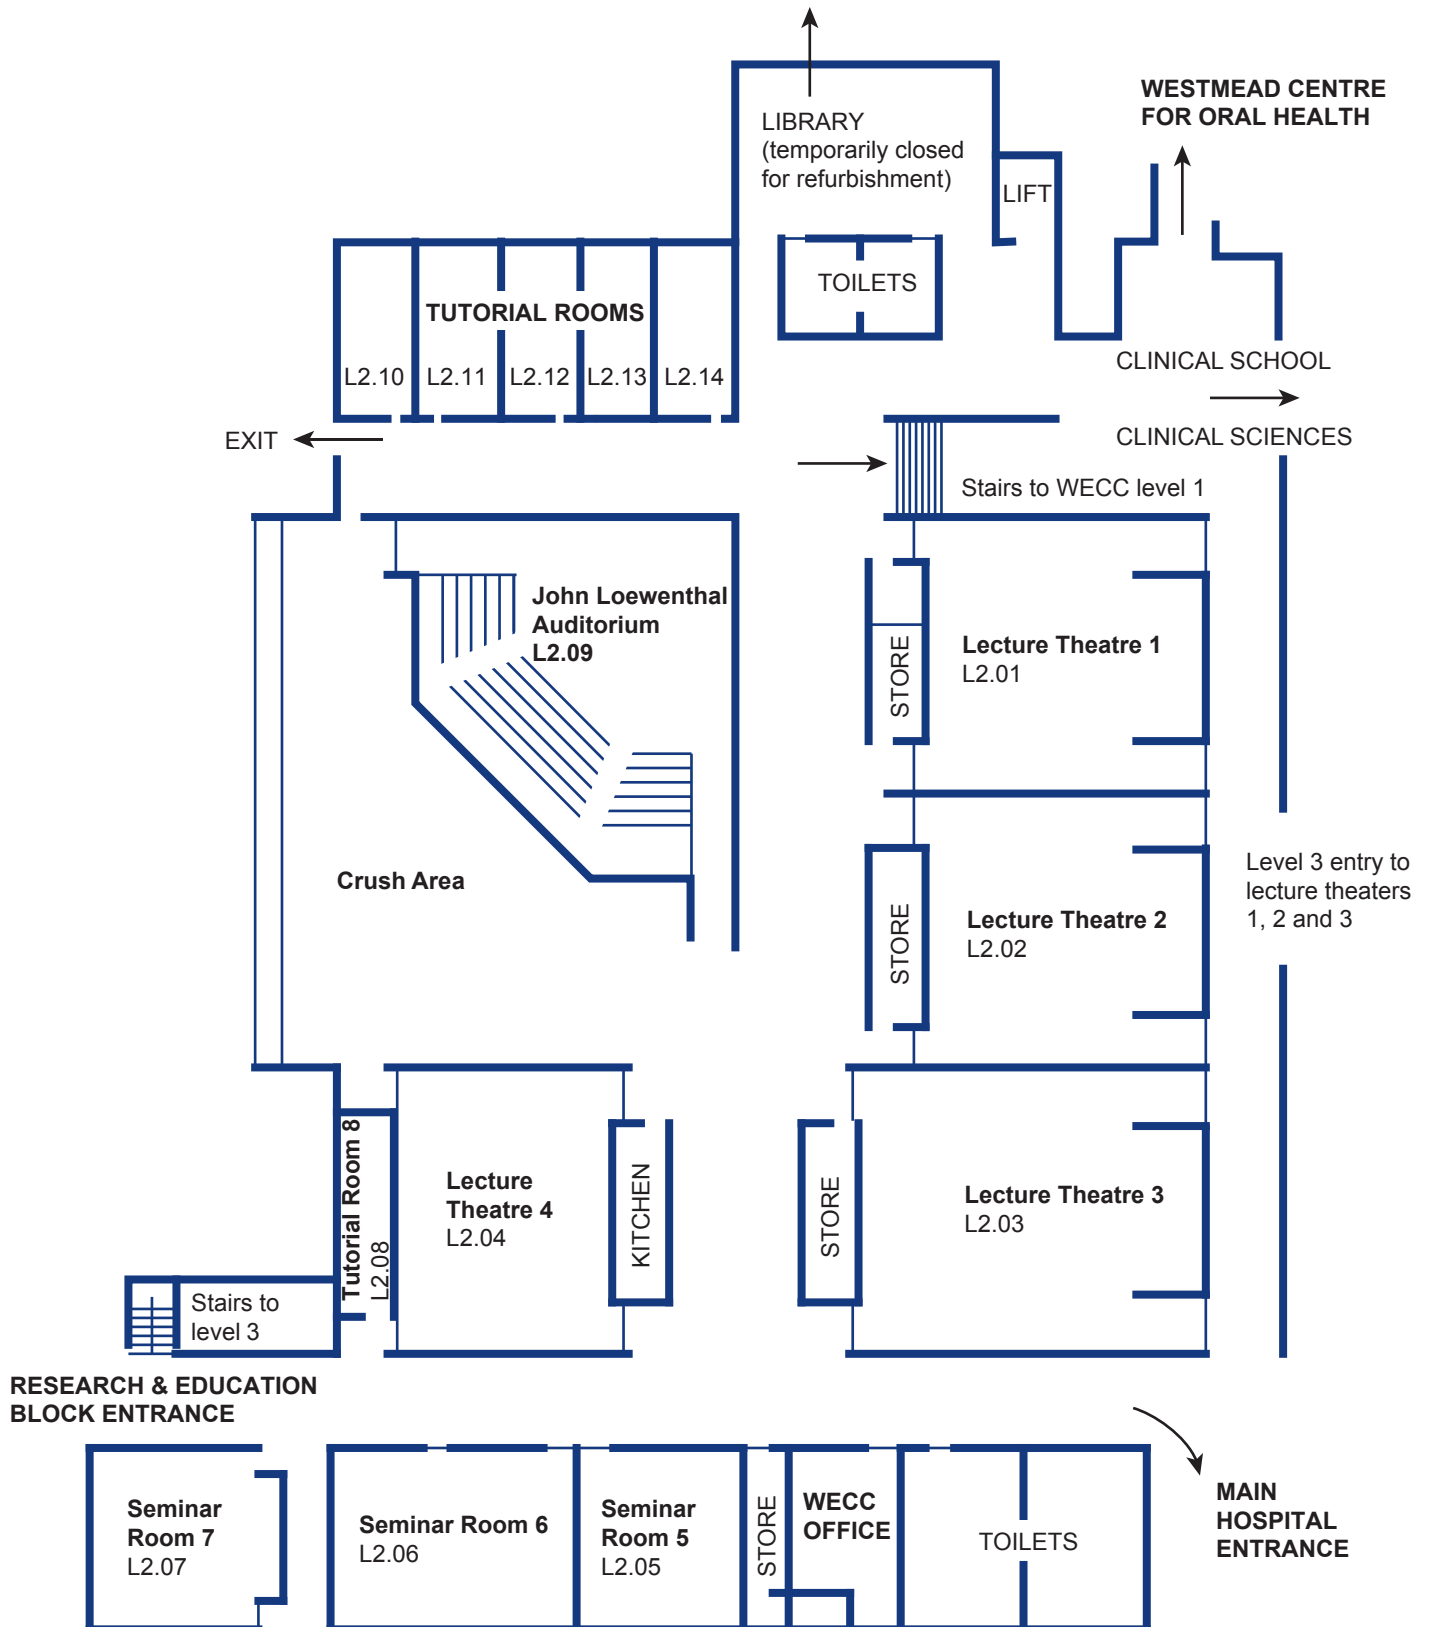 WESTMEAD CENTRE
FOR ORAL HEALTH
LIBRARY
(temporarily closed
for refurbishment)
LIFT
TOILETS
TUTORIAL ROOMS
L2.10
L2.11
L2.12
L2.13
L2.14
CLINICAL SCHOOL
EXIT
CLINICAL SCIENCES
Stairs to WECC level 1
John Loewenthal
Auditorium
L2.09
STORE
Lecture Theatre 1
L2.01
Crush Area
STORE
Lecture Theatre 2
L2.02
Level 3 entry to
lecture theaters
1, 2 and 3
Tutorial Room 8
L2.08
Lecture
Theatre 4
L2.04
KITCHEN
STORE
Lecture Theatre 3
L2.03
Stairs to
level 3
RESEARCH & EDUCATION
BLOCK ENTRANCE
Seminar
Room 7
L2.07
Seminar Room 6
L2.06
Seminar
Room 5
L2.05
STORE
WECC
OFFICE
TOILETS
MAIN
HOSPITAL
ENTRANCE